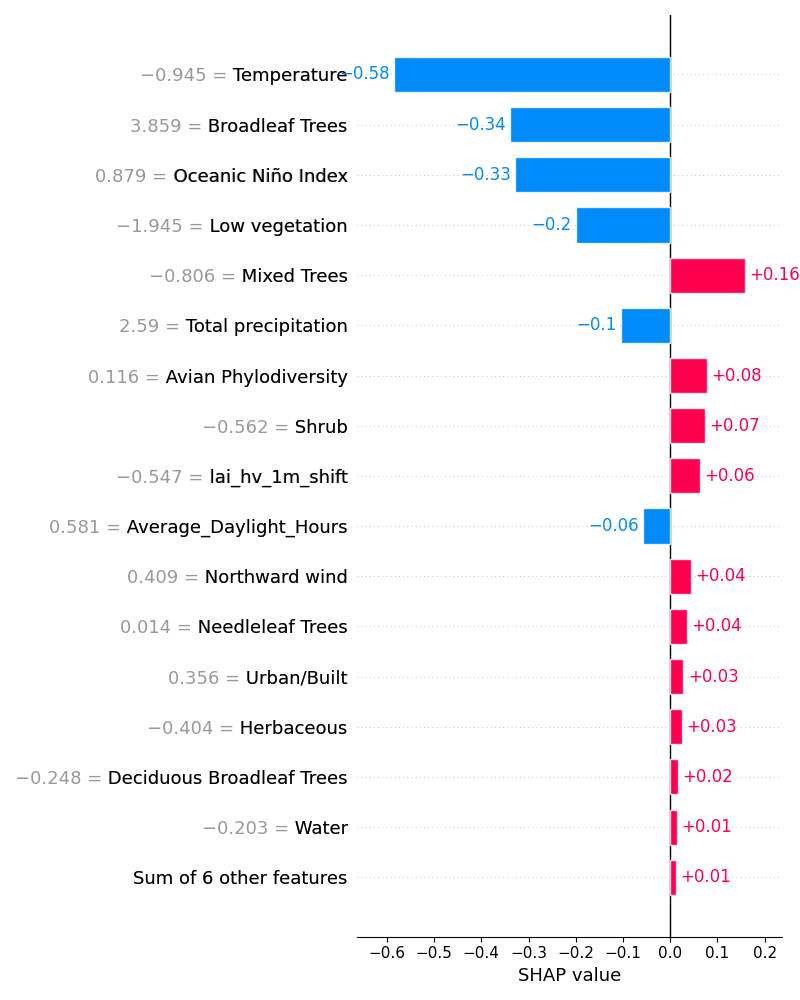 −0.945 = Temperature −0.58
3.859 = Broadleaf Trees −0.34
0.879 = Oceanic Niño Index −0.33
−1.945 = Low vegetation −0.2
−0.806 = Mixed Trees +0.16
2.59 = Total precipitation −0.1
0.116 = Avian Phylodiversity +0.08
−0.562 = Shrub +0.07
−0.547 = lai_hv_1m_shift +0.06
0.581 = Average_Daylight_Hours −0.06
0.409 = Northward wind +0.04
0.014 = Needleleaf Trees +0.04
0.356 = Urban/Built +0.03
−0.404 = Herbaceous +0.03
−0.248 = Deciduous Broadleaf Trees +0.02
−0.203 = Water +0.01
Sum of 6 other features +0.01
−0.6 −0.5 −0.4 −0.3 −0.2 −0.1 0.0 0.1 0.2
SHAP value